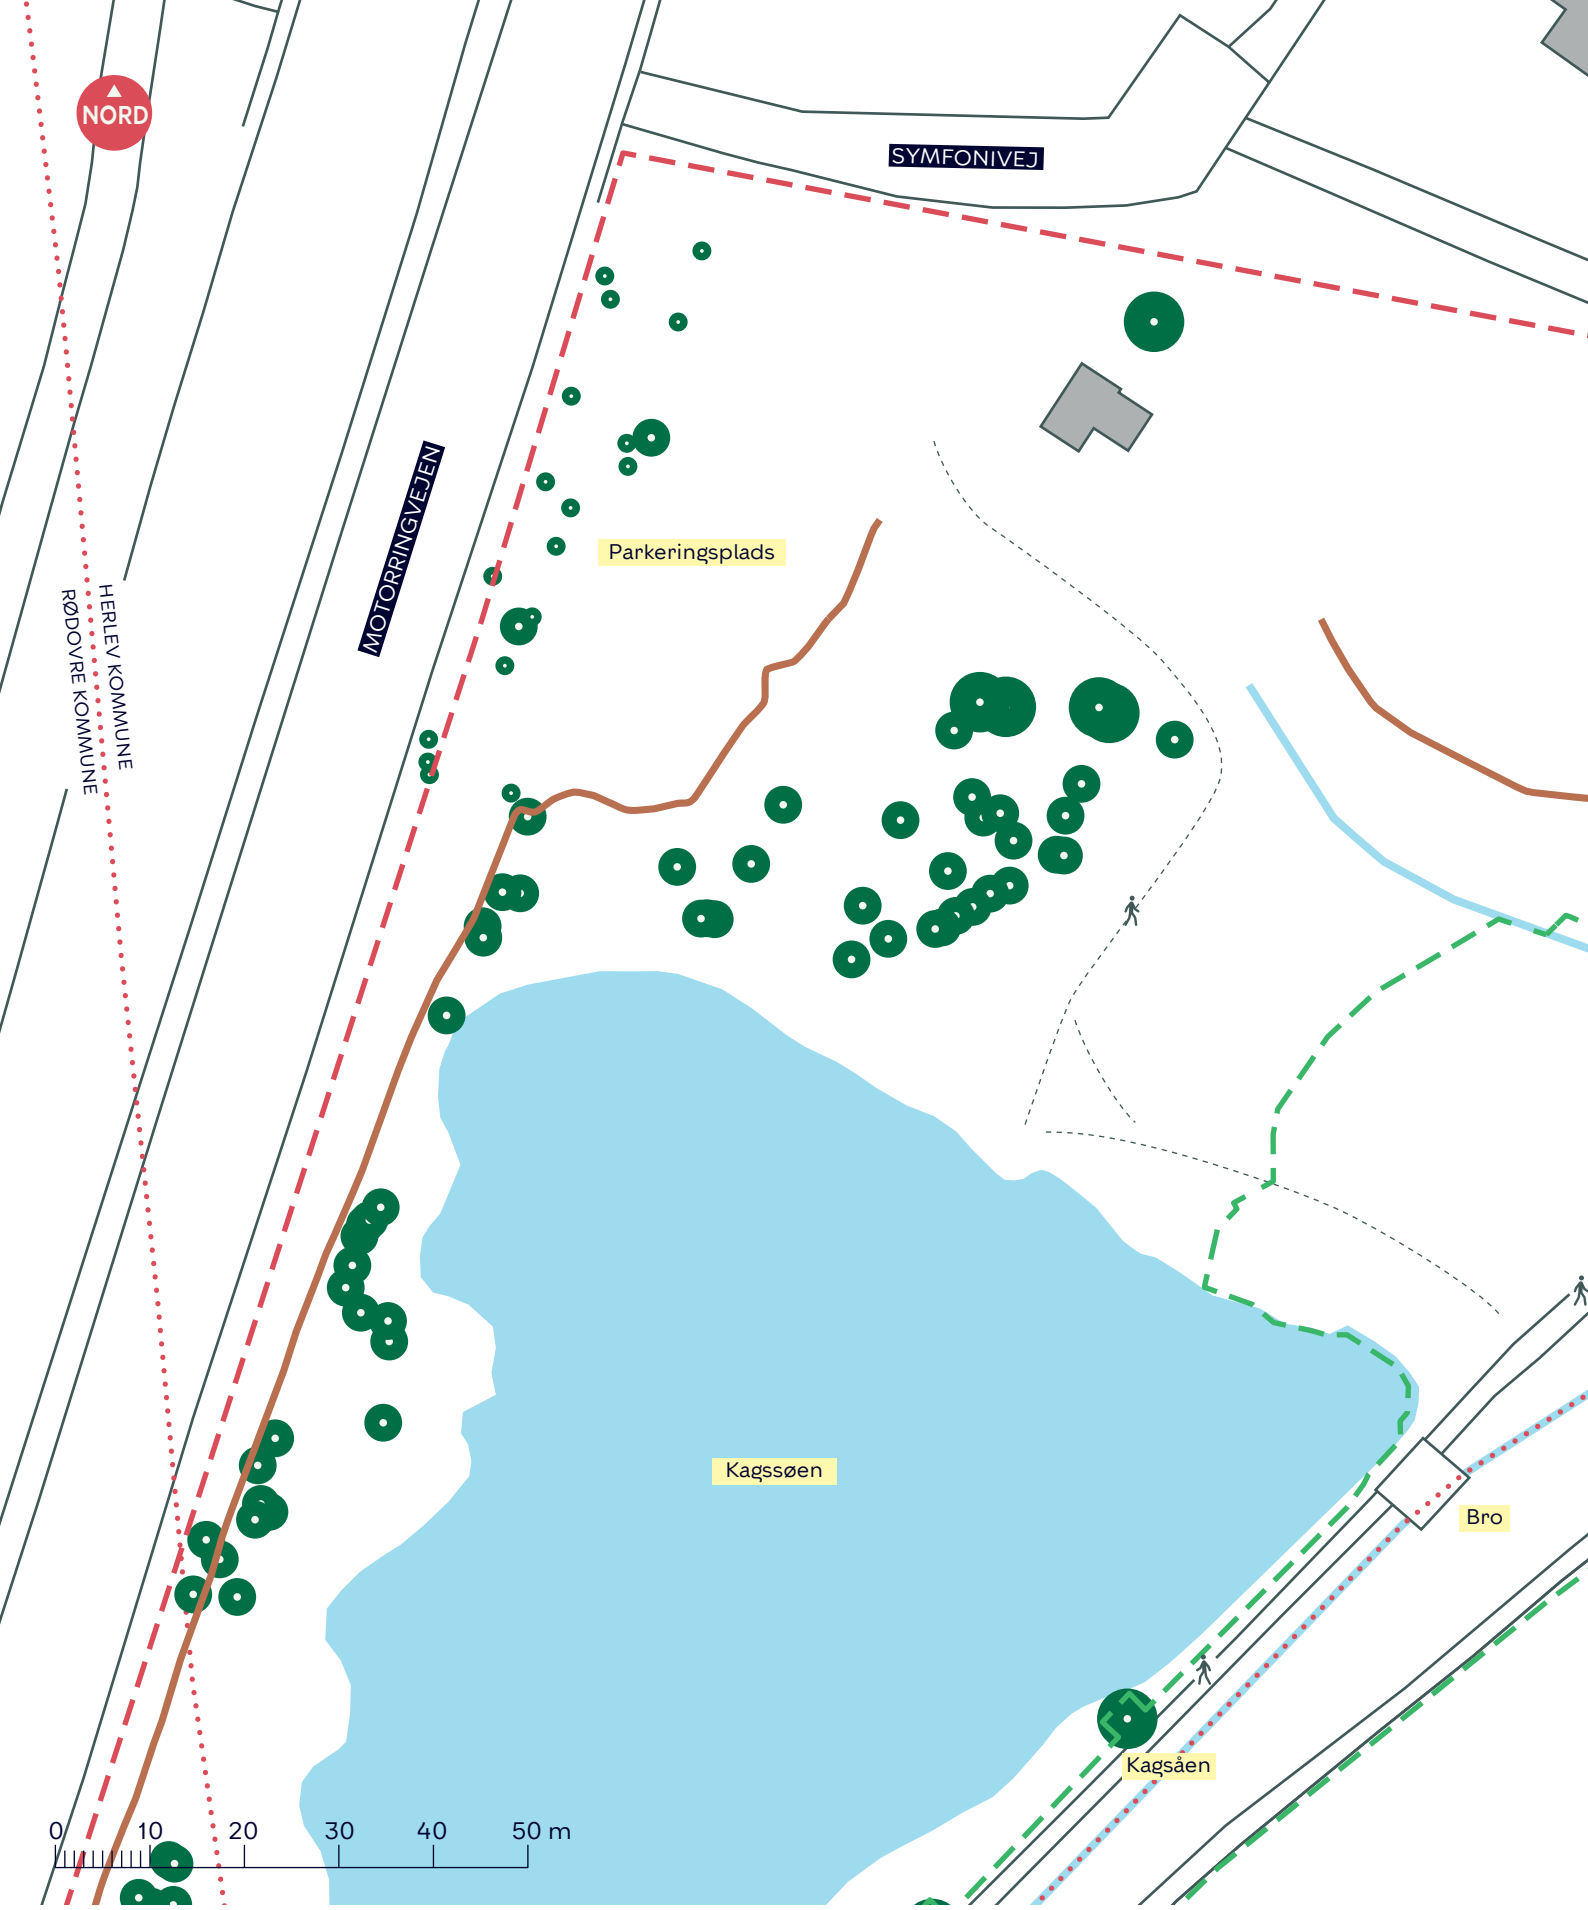 NORD
SYMFONIVEJ
MOTORRINGVEJEN
Parkeringsplads
HERLEV KOMMUNE
RØDOVRE KOMMUNE
Kagssøen
Bro
Kagsåen
0 10 20 30 40 50 m